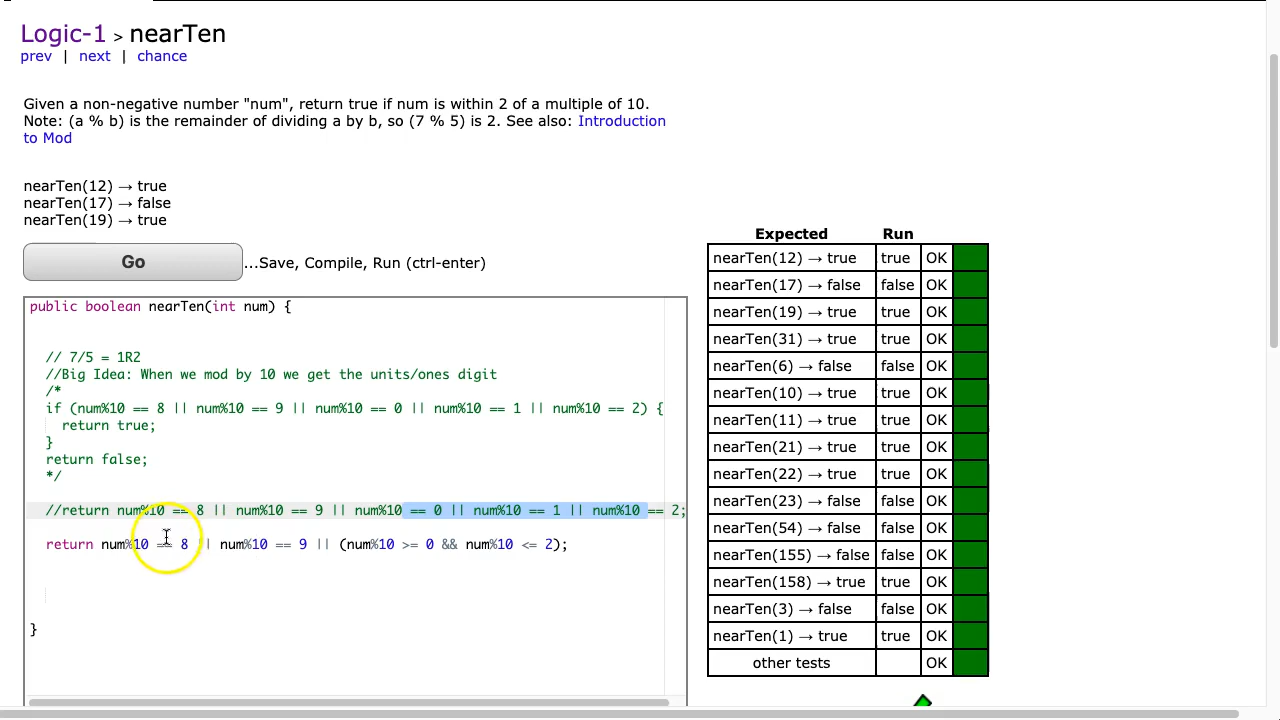 Logic-1 > nearTen
prev | next | chance
Given a non-negative number "num", return true if num is within 2 of a multiple of 10.
Note: (a % b) is the remainder of dividing a by b, so (7 % 5) is 2. See also: Introduction
to Mod
nearTen(12) → true
nearTen(17) → false
nearTen(19) → true
Go ...Save, Compile, Run (ctrl-enter)
public boolean nearTen(int num) {
// 7/5 = 1R2
//Big Idea: When we mod by 10 we get the units/ones digit
/*
if (num%10 == 8 || num%10 == 9 || num%10 == 0 || num%10 == 1 || num%10 == 2) {
return true;
}
return false;
*/
//return num%10 == 8 || num%10 == 9 || num%10 == 0 || num%10 == 1 || num%10 == 2;
return num%10 == 8 || num%10 == 9 || (num%10 >= 0 && num%10 <= 2);
}
Expected Run
nearTen(12) → true true OK
nearTen(17) → false false OK
nearTen(19) → true true OK
nearTen(31) → true true OK
nearTen(6) → false false OK
nearTen(10) → true true OK
nearTen(11) → true true OK
nearTen(21) → true true OK
nearTen(22) → true true OK
nearTen(23) → false false OK
nearTen(54) → false false OK
nearTen(155) → false false OK
nearTen(158) → true true OK
nearTen(3) → false false OK
nearTen(1) → true true OK
other tests OK